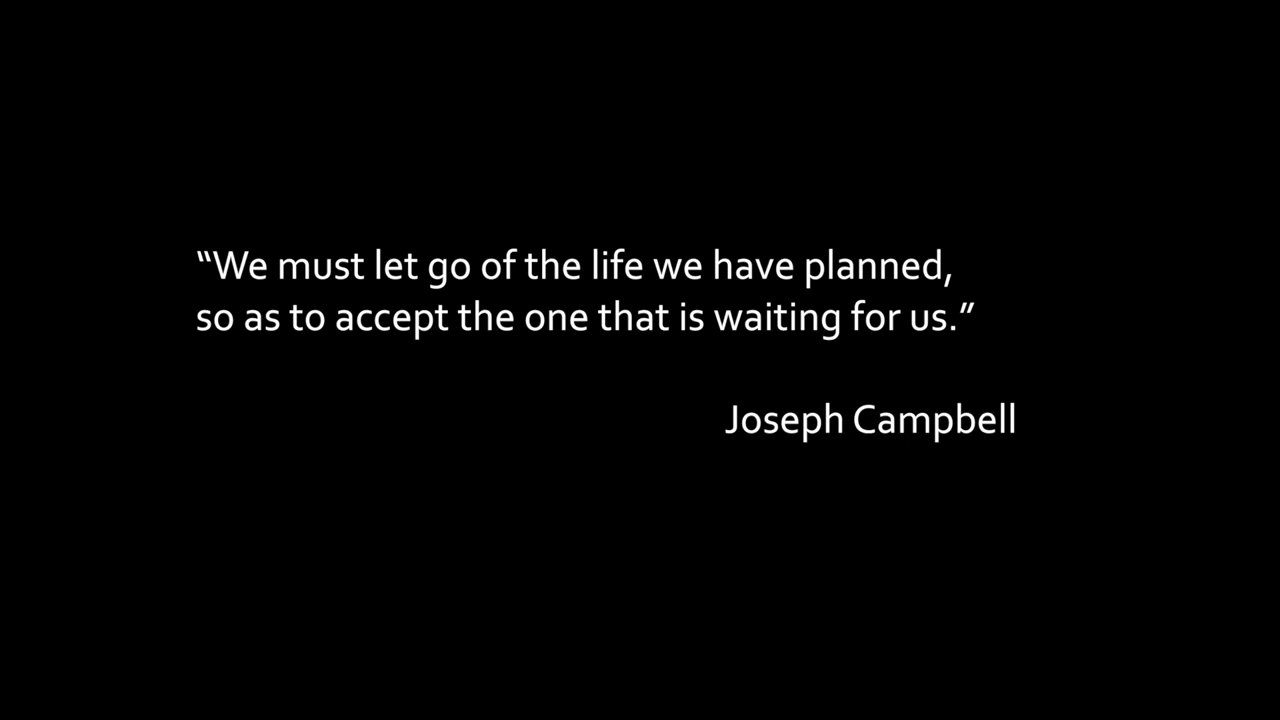 “We must let go of the life we have planned,
so as to accept the one that is waiting for us.”
Joseph Campbell